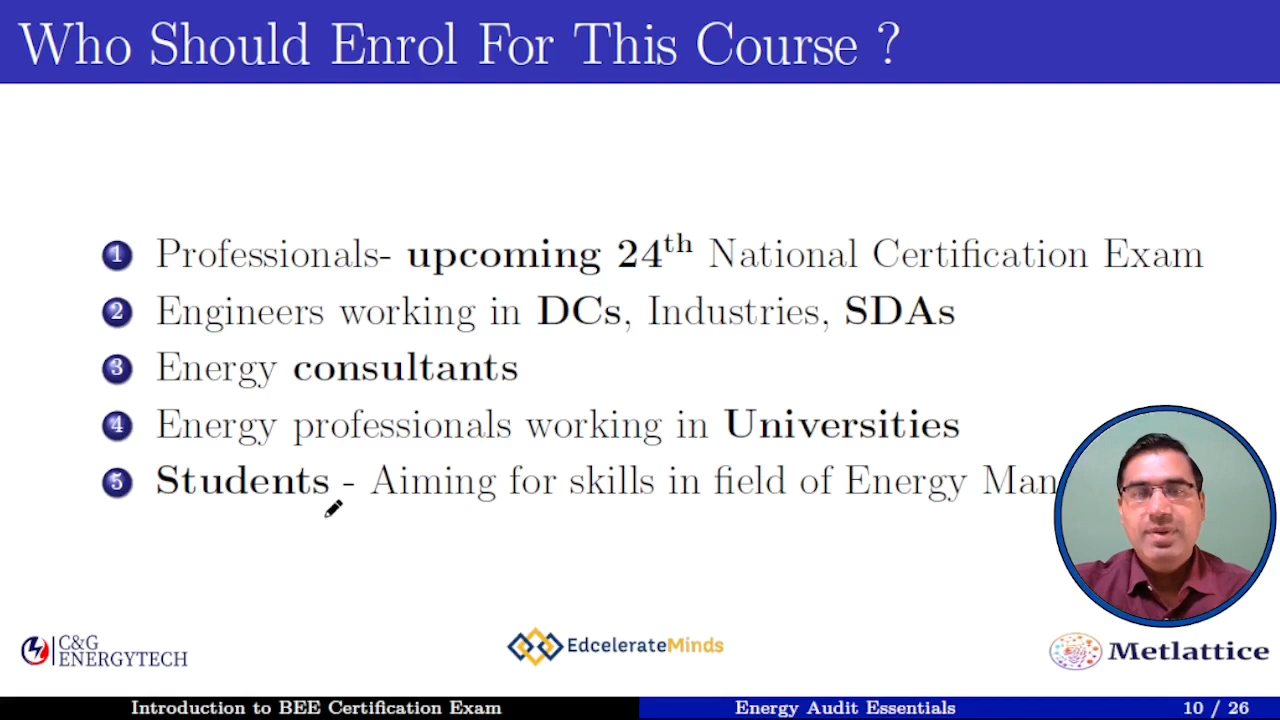 Who Should Enrol For This Course ?
1 Professionals- upcoming 24th National Certification Exam
2 Engineers working in DCs, Industries, SDAs
3 Energy consultants
4 Energy professionals working in Universities
5 Students - Aiming for skills in field of Energy Man
C&G
ENERGYTECH
EdcelerateMinds
Metlattice
Introduction to BEE Certification Exam
Energy Audit Essentials
10 / 26